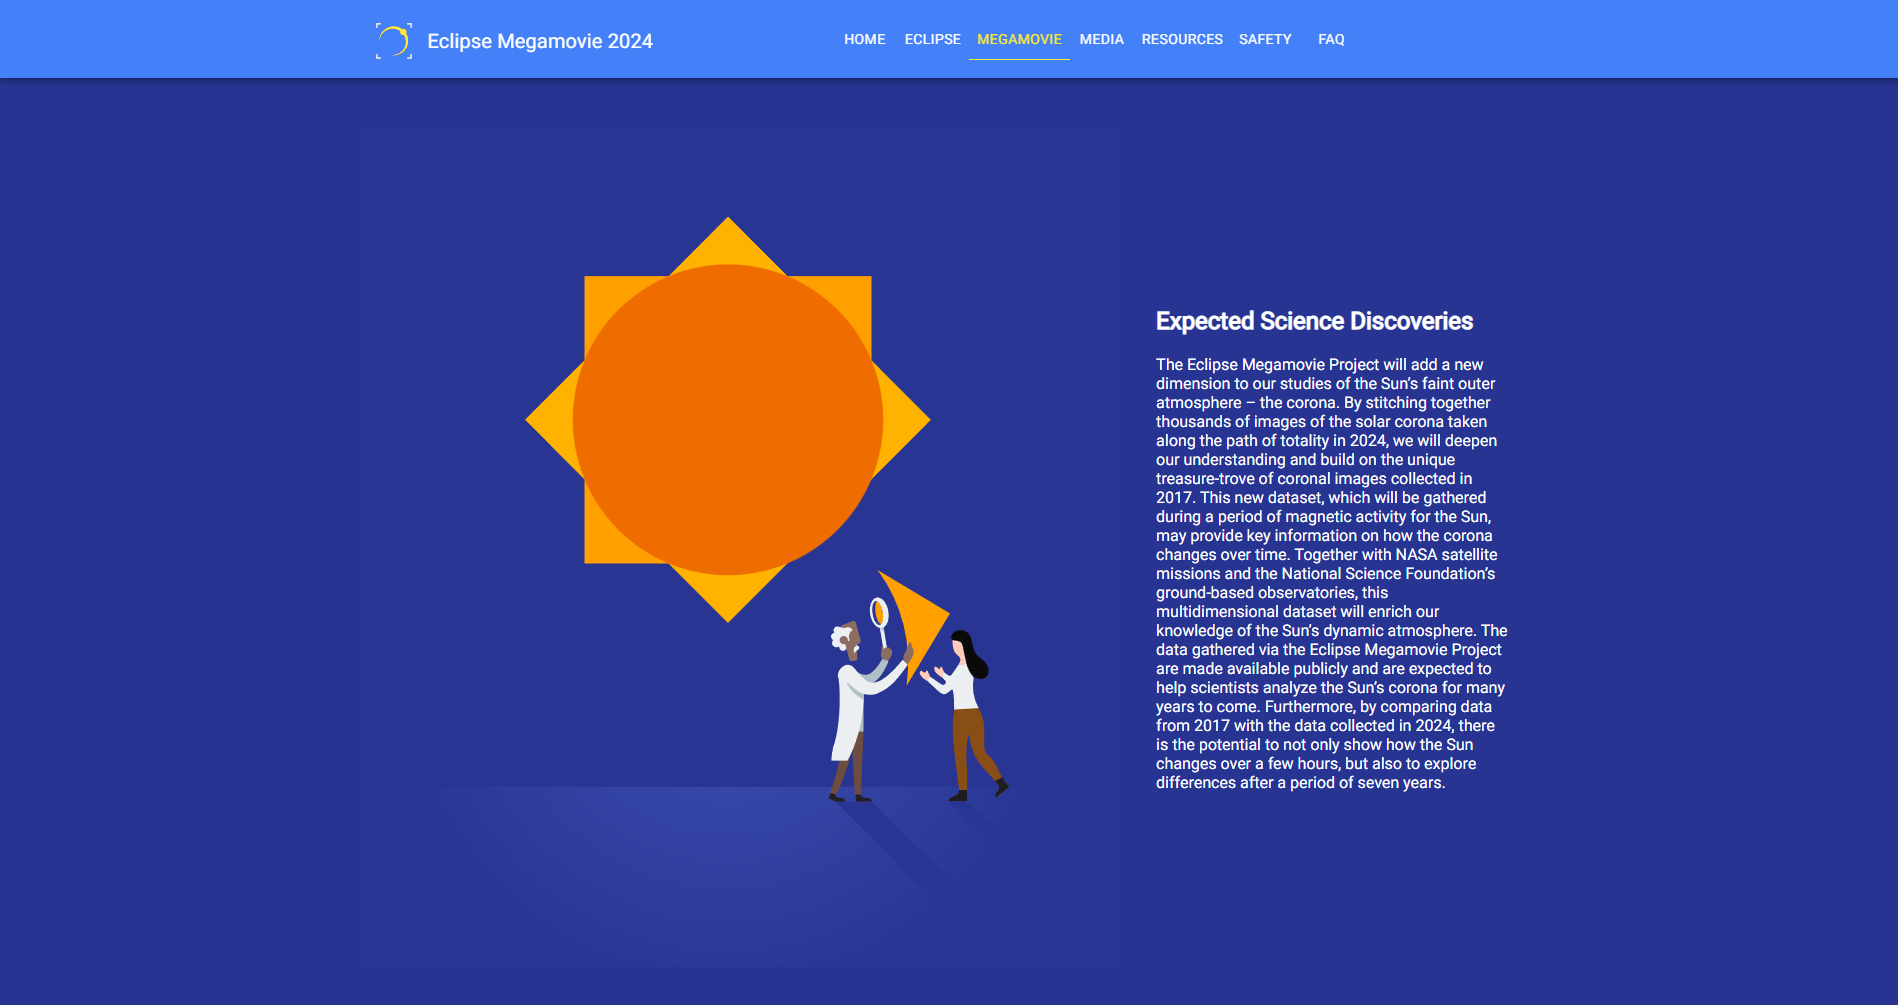 Eclipse Megamovie 2024
HOME ECLIPSE MEGAMOVIE MEDIA RESOURCES SAFETY FAQ
Expected Science Discoveries
The Eclipse Megamovie Project will add a new
dimension to our studies of the Sun’s faint outer
atmosphere – the corona. By stitching together
thousands of images of the solar corona taken
along the path of totality in 2024, we will deepen
our understanding and build on the unique
treasure-trove of coronal images collected in
2017. This new dataset, which will be gathered
during a period of magnetic activity for the Sun,
may provide key information on how the corona
changes over time. Together with NASA satellite
missions and the National Science Foundation’s
ground-based observatories, this
multidimensional dataset will enrich our
knowledge of the Sun’s dynamic atmosphere. The
data gathered via the Eclipse Megamovie Project
are made available publicly and are expected to
help scientists analyze the Sun’s corona for many
years to come. Furthermore, by comparing data
from 2017 with the data collected in 2024, there
is the potential to not only show how the Sun
changes over a few hours, but also to explore
differences after a period of seven years.